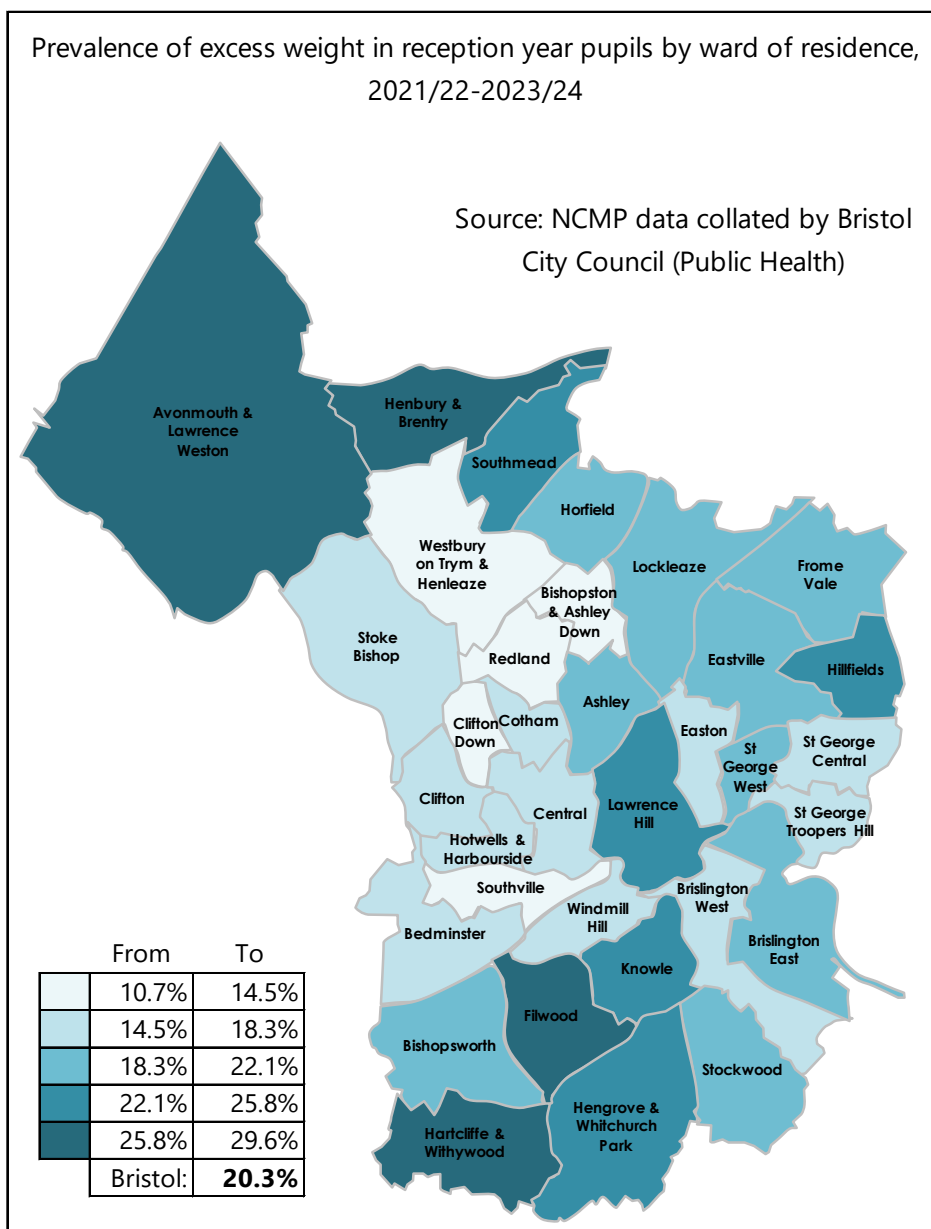 Prevalence of excess weight in reception year pupils by ward of residence,
2021/22-2023/24
Source: NCMP data collated by Bristol
City Council (Public Health)
Avonmouth &
Lawrence
Weston
Henbury &
Brentry
Southmead
Horfield
Westbury
on Trym &
Henleaze
Lockleaze
Frome
Vale
Bishopston
& Ashley
Down
Stoke
Bishop
Redland
Eastville
Hillfields
Ashley
Clifton
Down
Cotham
Easton
St
George
West
St George
Central
Clifton
Central
Lawrence
Hill
St George
Troopers Hill
Hotwells &
Harbourside
Southville
Windmill
Hill
Brislington
West
Bedminster
Brislington
East
Knowle
Filwood
Bishopsworth
Stockwood
Hengrove &
Whitchurch
Park
Hartcliffe &
Withywood
From To
10.7% 14.5%
14.5% 18.3%
18.3% 22.1%
22.1% 25.8%
25.8% 29.6%
Bristol: 20.3%